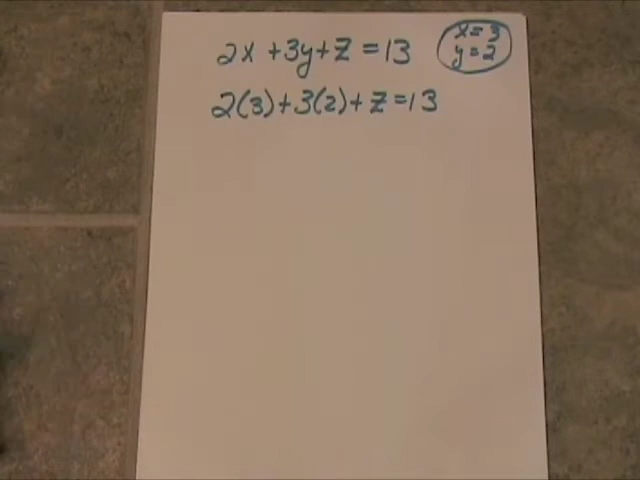 2x + 3y + z = 13
x = 3
y = 2
2(3) + 3(2) + z = 13